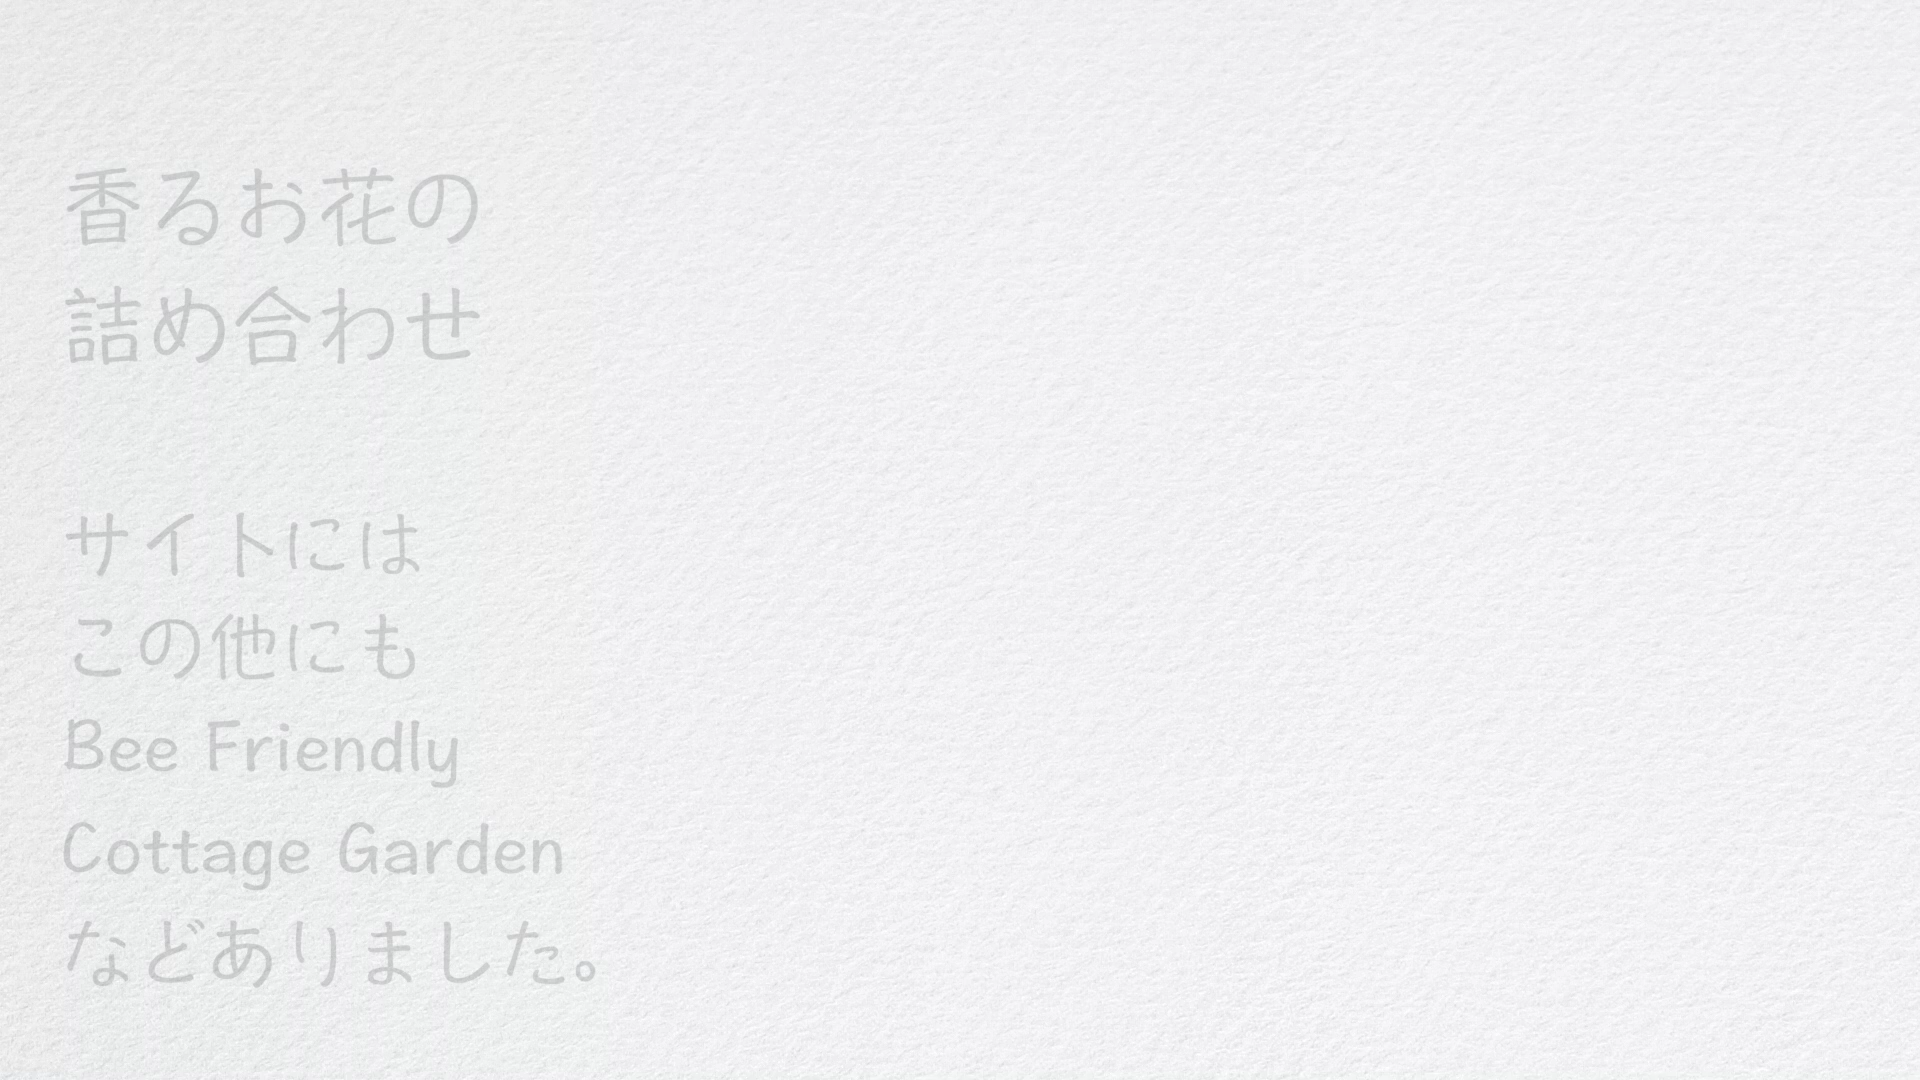 香るお花の
詰め合わせ
サイトには
この他にも
Bee Friendly
Cottage Garden
などありました。